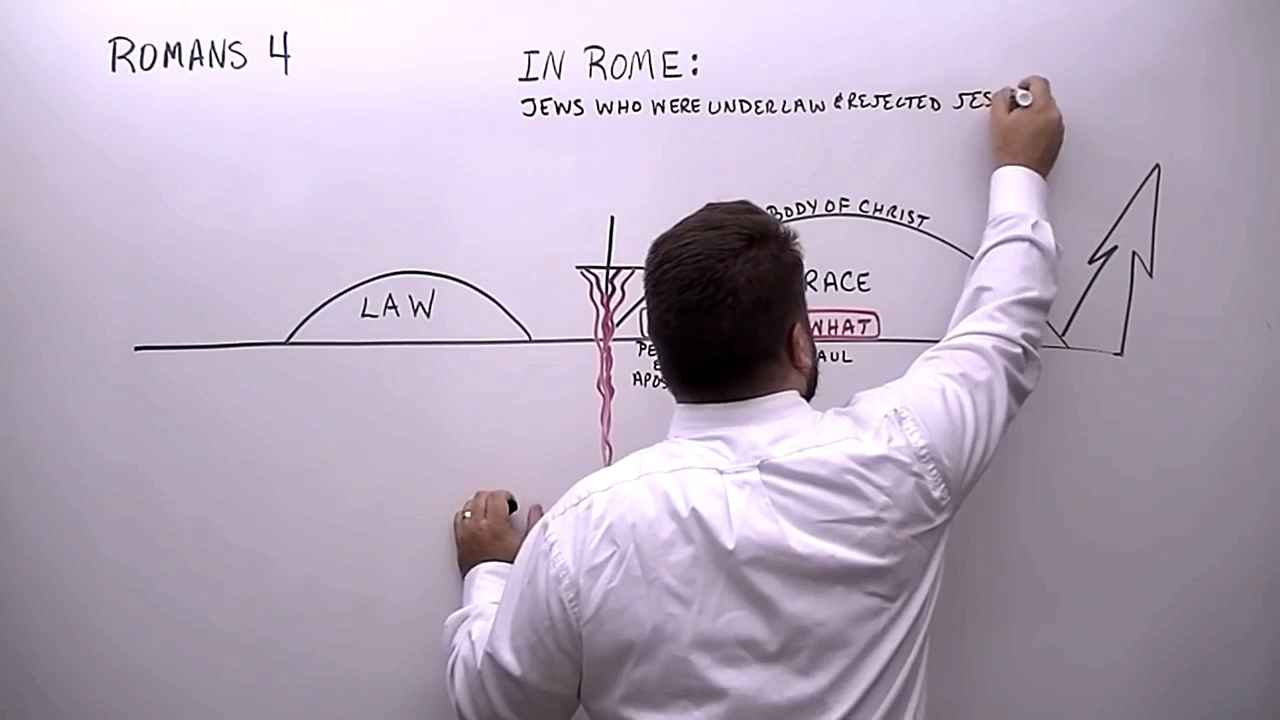 ROMANS 4
IN ROME:
JEWS WHO WERE UNDER LAW & REJECTED JES
BODY OF CHRIST
LAW
RACE
WHAT
PE
AUL
E
APOS